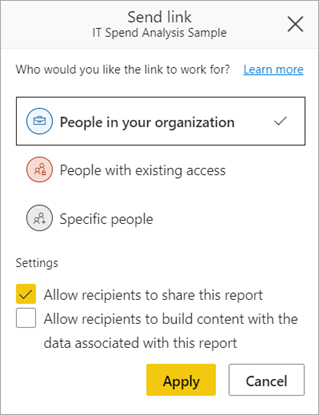 Send link
IT Spend Analysis Sample
Who would you like the link to work for? Learn more
People in your organization
People with existing access
Specific people
Settings
Allow recipients to share this report
Allow recipients to build content with the
data associated with this report
Apply Cancel